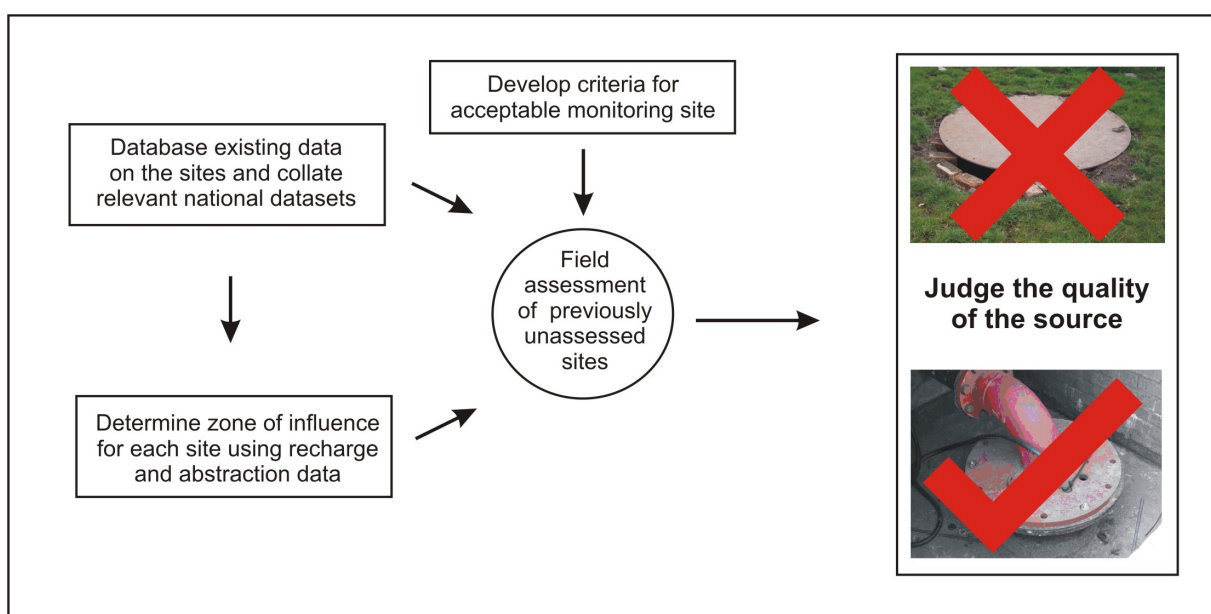 Develop criteria for
acceptable monitoring site
Database existing data
on the sites and collate
relevant national datasets
Field
assessment
of previously
unassessed
sites
Determine zone of influence
for each site using recharge
and abstraction data
Judge the quality
of the source